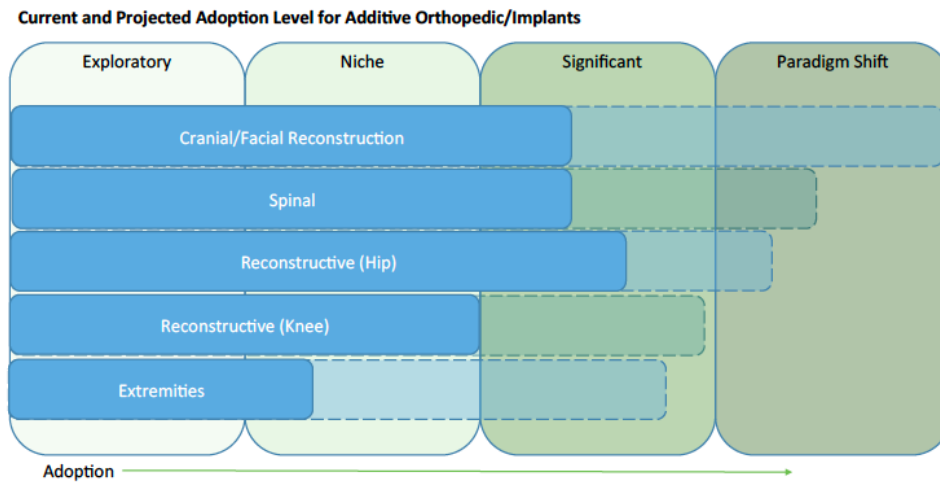 Current and Projected Adoption Level for Additive Orthopedic/Implants
Exploratory
Niche
Significant
Paradigm Shift
Cranial/Facial Reconstruction
Spinal
Reconstructive (Hip)
Reconstructive (Knee)
Extremities
Adoption